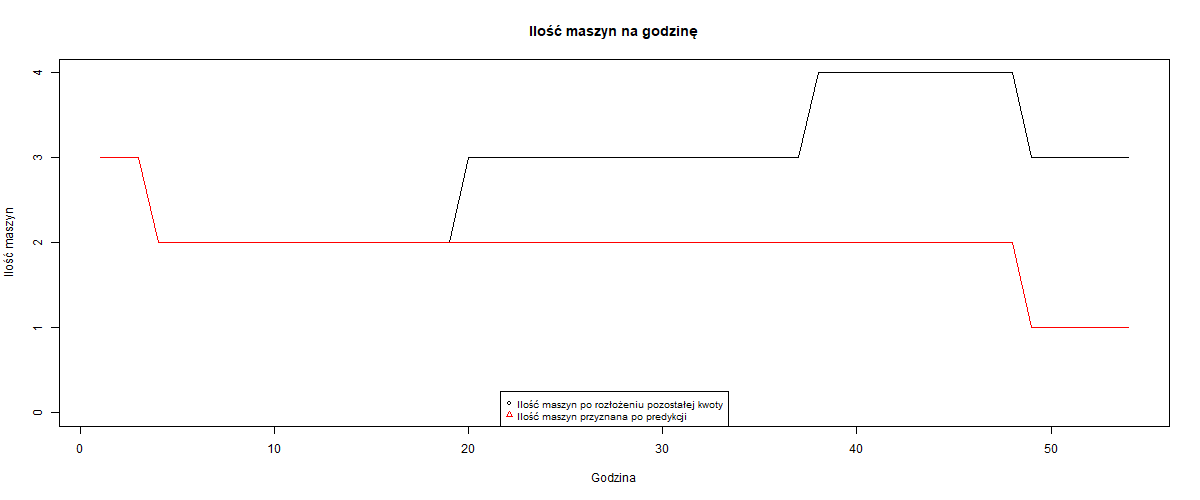 Ilość maszyn na godzinę
Ilość maszyn
4
3
2
1
0
Ilość maszyn po rozłożeniu pozostałej kwoty
Ilość maszyn przyznana po predykcji
0 10 20 30 40 50
Godzina